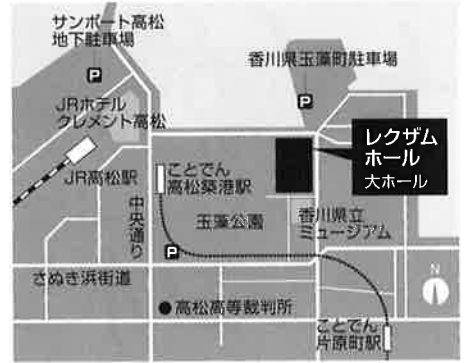 サンポート高松
地下駐車場
P
香川県玉藻町駐車場
P
JRホテル
クレメント高松
レクザム
ホール
大ホール
JR高松駅
ことでん
高松築港駅
中央通り
玉藻公園
香川県立
ミュージアム
P
さぬき浜街道
N
高松高等裁判所
ことでん
片原町駅